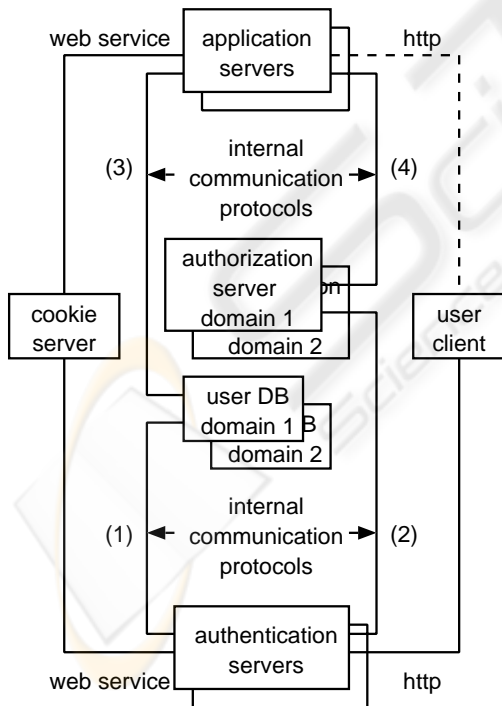 web service
application
servers
http
(3)
internal
communication
protocols
(4)
authorization
server
domain 1
on
domain 2
cookie
server
user
client
user DB
domain 1
B
domain 2
(1)
internal
communication
protocols
(2)
authentication
servers
web service
http